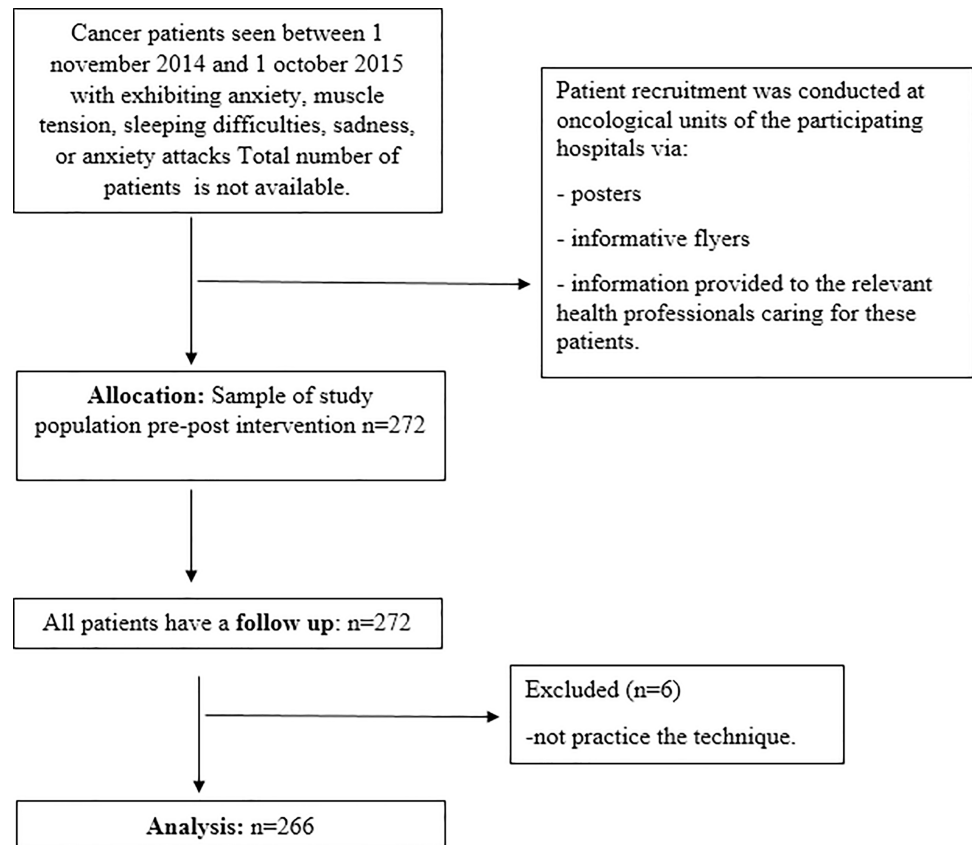 Cancer patients seen between 1
november 2014 and 1 october 2015
with exhibiting anxiety, muscle
tension, sleeping difficulties, sadness,
or anxiety attacks Total number of
patients is not available.
Patient recruitment was conducted at
oncological units of the participating
hospitals via:
- posters
- informative flyers
- information provided to the relevant
health professionals caring for these
patients.
Allocation: Sample of study
population pre-post intervention n=272
All patients have a follow up: n=272
Excluded (n=6)
-not practice the technique.
Analysis: n=266